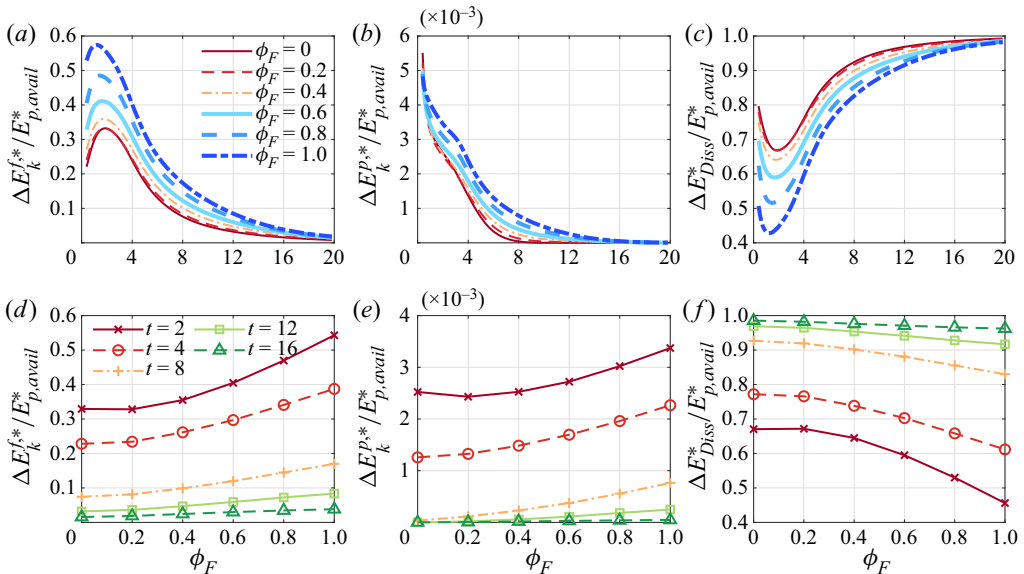 (a)
0.6
0.5
0.4
0.3
0.2
0.1
ΔE_k^{f,*}/E^*_{p,avail}
ϕ_F = 0
ϕ_F = 0.2
ϕ_F = 0.4
ϕ_F = 0.6
ϕ_F = 0.8
ϕ_F = 1.0
0 4 8 12 16 20
(b)
(×10⁻³)
6
5
4
3
2
1
ΔE_k^{p,*}/E^*_{p,avail}
0 4 8 12 16 20
(c)
1.0
0.9
0.8
0.7
0.6
0.5
0.4
ΔE^*_{Diss}/E^*_{p,avail}
0 4 8 12 16 20
(d)
0.6
0.5
0.4
0.3
0.2
0.1
ΔE_k^{f,*}/E^*_{p,avail}
t = 2
t = 4
t = 8
t = 12
t = 16
0 0.2 0.4 0.6 0.8 1.0
ϕ_F
(e)
(×10⁻³)
4
3
2
1
0
ΔE_k^{p,*}/E^*_{p,avail}
0 0.2 0.4 0.6 0.8 1.0
ϕ_F
(f)
1.0
0.9
0.8
0.7
0.6
0.5
0.4
ΔE^*_{Diss}/E^*_{p,avail}
0 0.2 0.4 0.6 0.8 1.0
ϕ_F